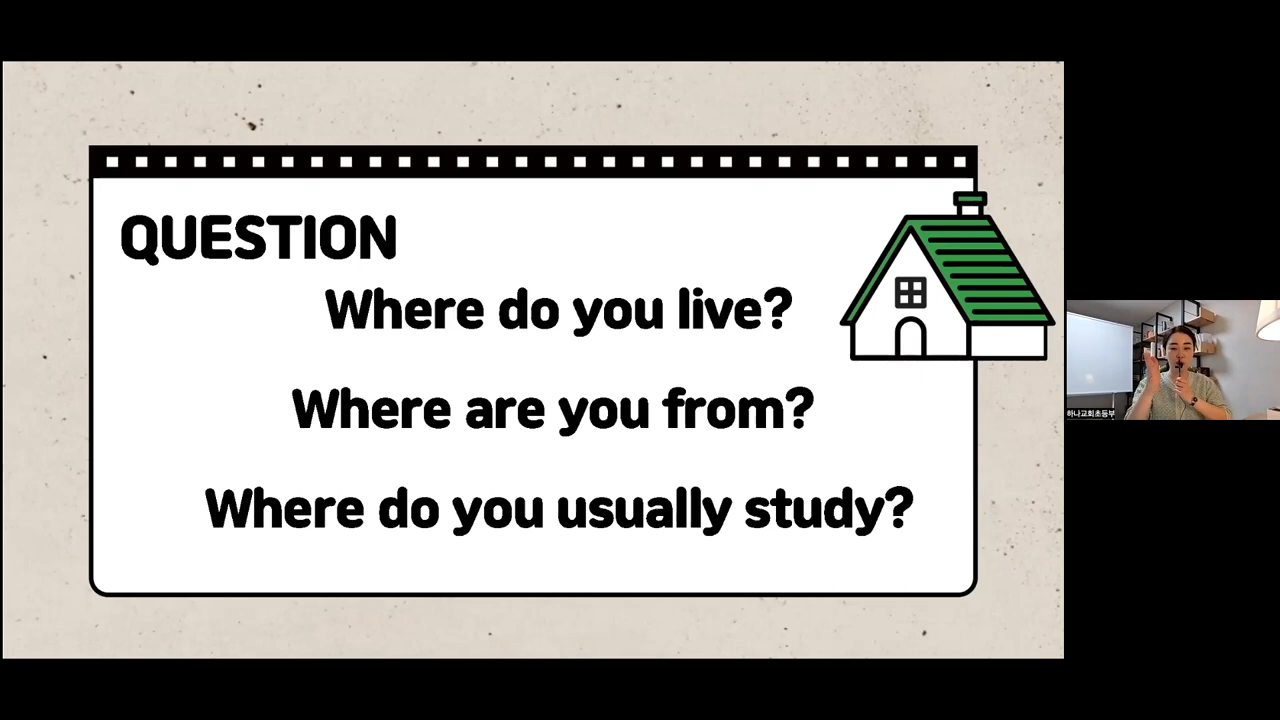 QUESTION
Where do you live?
Where are you from?
Where do you usually study?
하나교회초등부